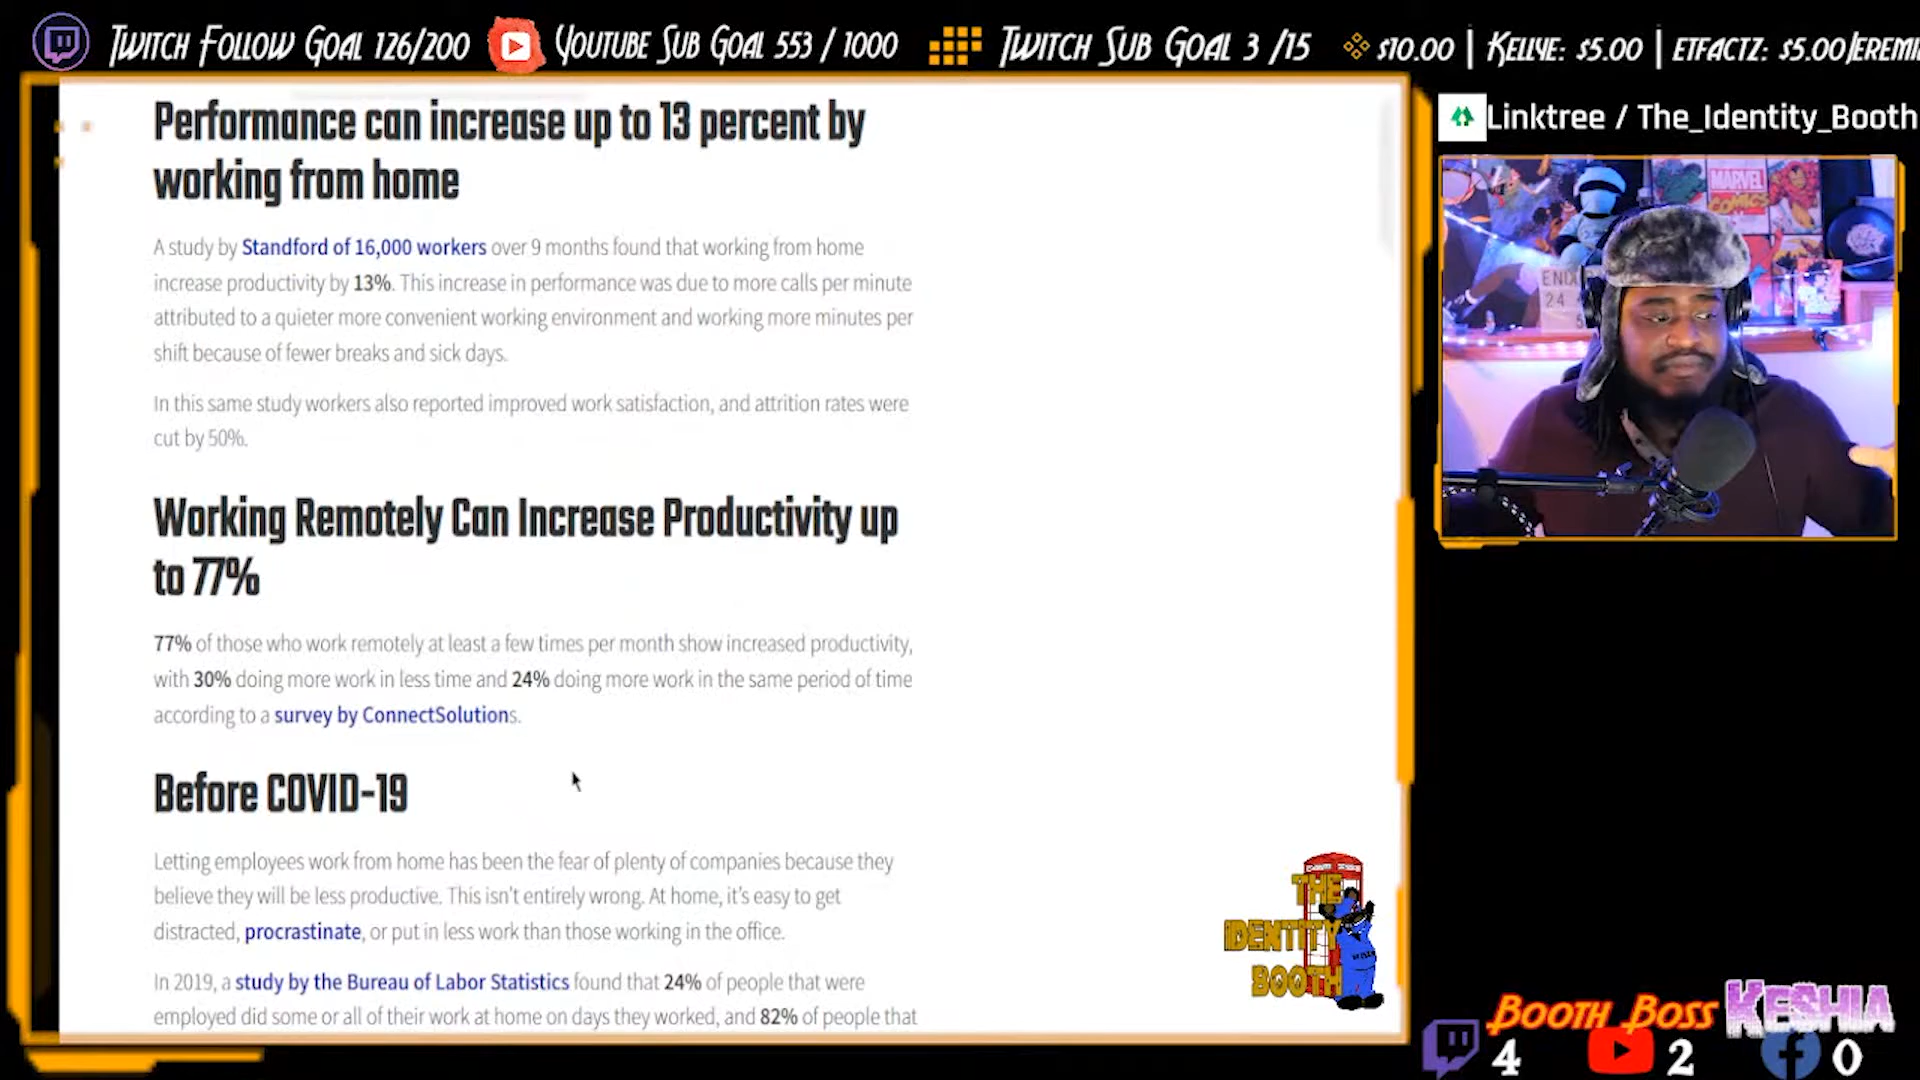 TWITCH FOLLOW GOAL 126/200
YOUTUBE SUB GOAL 553 / 1000
TWITCH SUB GOAL 3 /15
$10.00 | KELLYE: $5.00 | ETFACTZ: $5.00/EREMI
Linktree / The_Identity_Booth
MARVEL
COMICS
Performance can increase up to 13 percent by
working from home
A study by Standford of 16,000 workers over 9 months found that working from home
increase productivity by 13%. This increase in performance was due to more calls per minute
attributed to a quieter more convenient working environment and working more minutes per
shift because of fewer breaks and sick days.
In this same study workers also reported improved work satisfaction, and attrition rates were
cut by 50%.
Working Remotely Can Increase Productivity up
to 77%
77% of those who work remotely at least a few times per month show increased productivity,
with 30% doing more work in less time and 24% doing more work in the same period of time
according to a survey by ConnectSolutions.
Before COVID-19
Letting employees work from home has been the fear of plenty of companies because they
believe they will be less productive. This isn't entirely wrong. At home, it's easy to get
distracted, procrastinate, or put in less work than those working in the office.
In 2019, a study by the Bureau of Labor Statistics found that 24% of people that were
employed did some or all of their work at home on days they worked, and 82% of people that
THE
IDENTITY
BOOTH
BOOTH BOSS KESHIA
4
2
0